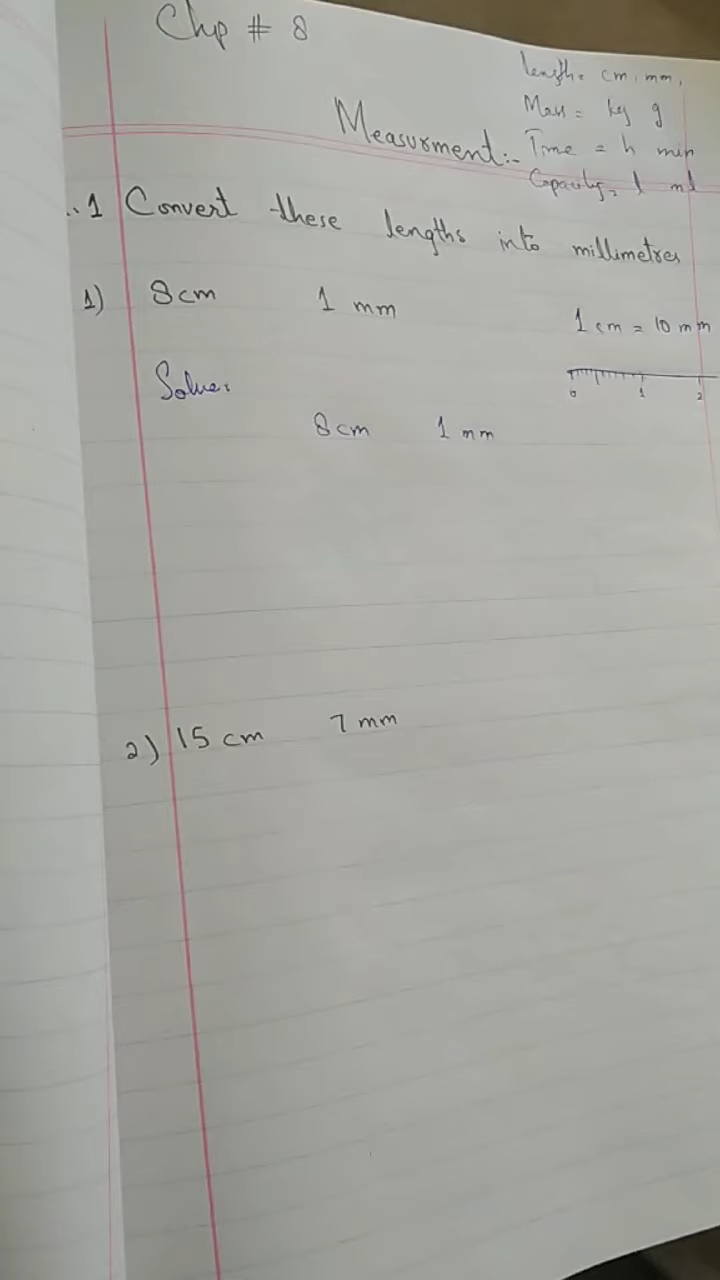 Chp # 8
length= cm, mm,
Mass = kg g
Measurment:-
Time = h min
Capacity= l ml
.. 1 Convert these lengths into millimetres
1) 8cm 1 mm
1 cm = 10 mm
Solve:
0 1 2
8cm 1 mm
2) 15 cm 7 mm